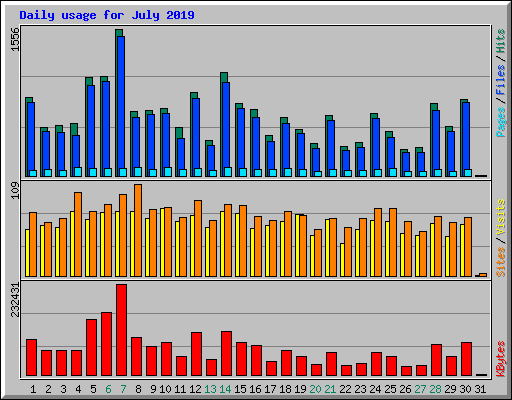 Daily usage for July 2019
1556
Pages / Files / Hits
109
Sites / Visits
232431
KBytes
1 2 3 4 5 6 7 8 9 10 11 12 13 14 15 16 17 18 19 20 21 22 23 24 25 26 27 28 29 30 31